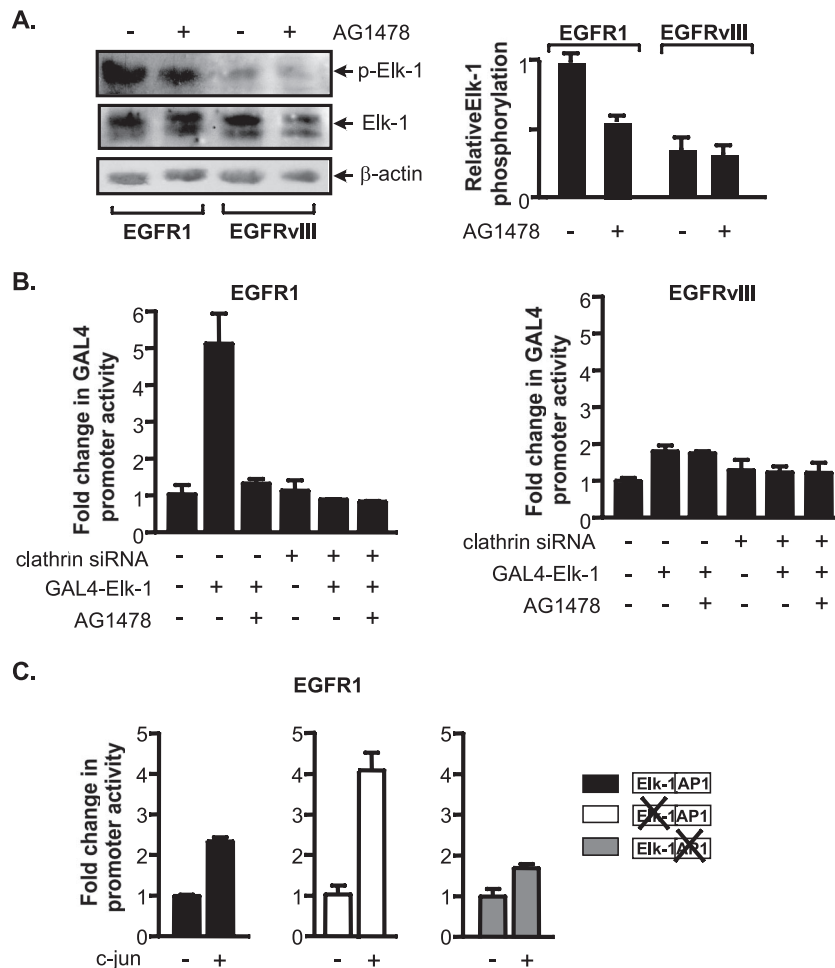 A.
- + - + AG1478
p-Elk-1
Elk-1
β-actin
EGFR1 EGFRvIII
EGFR1 EGFRvIII
RelativeElk-1
phosphorylation
1
0
AG1478 - + - +
B.
EGFR1
Fold change in GAL4
promoter activity
6
5
4
3
2
1
0
clathrin siRNA - - - + + +
GAL4-Elk-1 - + + - + +
AG1478 - - + - - +
EGFRvIII
Fold change in GAL4
promoter activity
6
5
4
3
2
1
0
clathrin siRNA - - - + + +
GAL4-Elk-1 - + + - + +
AG1478 - - + - - +
C.
EGFR1
Fold change in
promoter activity
5
4
3
2
1
0
c-jun - +
5
4
3
2
1
0
- +
5
4
3
2
1
0
- +
Elk-1 AP1
Elk-1 AP1
Elk-1 AP1